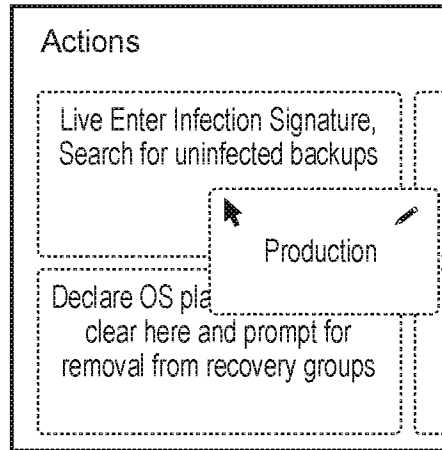 Actions
Live Enter Infection Signature,
Search for uninfected backups
Production
Declare OS pla
clear here and prompt for
removal from recovery groups